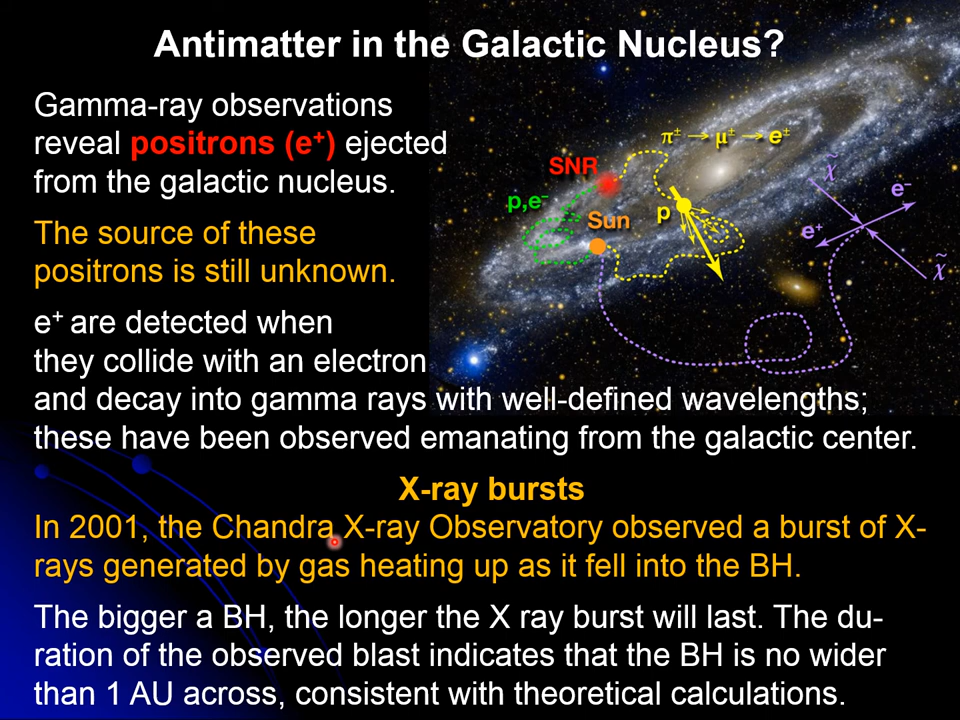 Antimatter in the Galactic Nucleus?
Gamma-ray observations
reveal positrons (e⁺) ejected
from the galactic nucleus.
The source of these
positrons is still unknown.
e⁺ are detected when
they collide with an electron
and decay into gamma rays with well-defined wavelengths;
these have been observed emanating from the galactic center.
π± → μ± → e±
SNR
p,e⁻
Sun
p
χ̃
e⁻
e⁺
χ̃
X-ray bursts
In 2001, the Chandra X-ray Observatory observed a burst of X-
rays generated by gas heating up as it fell into the BH.
The bigger a BH, the longer the X ray burst will last. The du-
ration of the observed blast indicates that the BH is no wider
than 1 AU across, consistent with theoretical calculations.